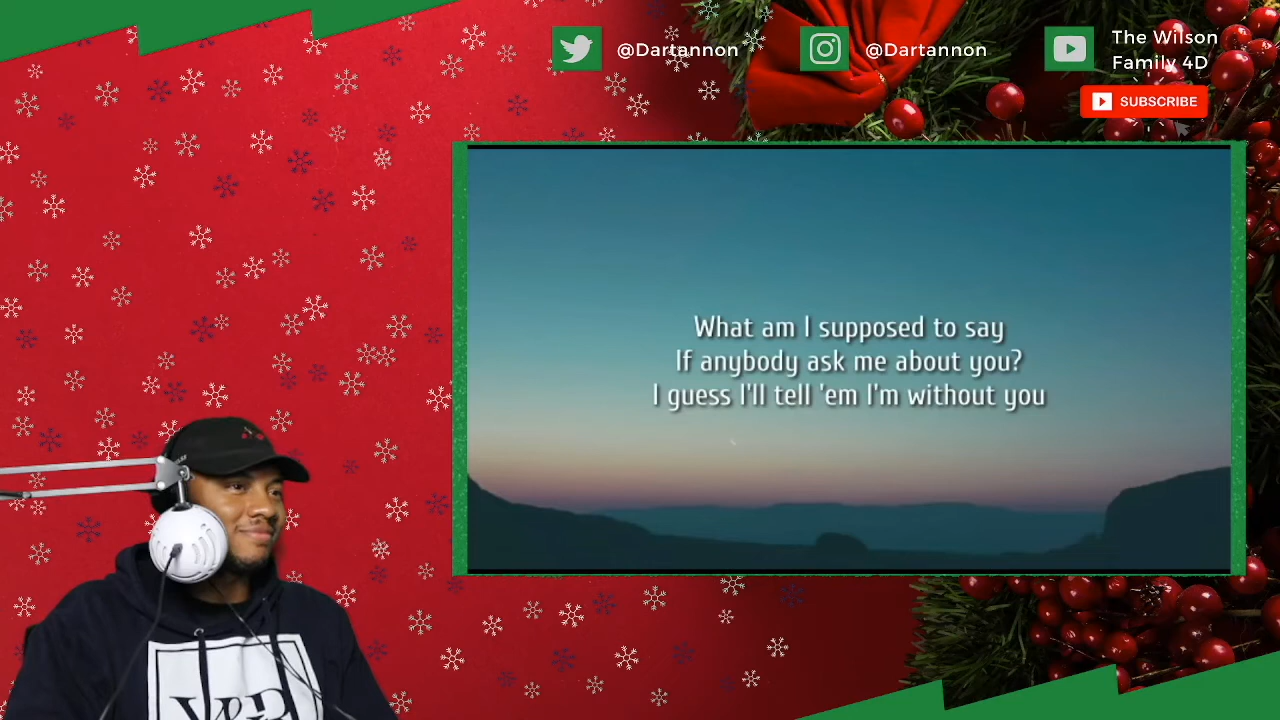 @Dartannon
@Dartannon
The Wilson
Family 4D
SUBSCRIBE
What am I supposed to say
If anybody ask me about you?
I guess I'll tell 'em I'm without you